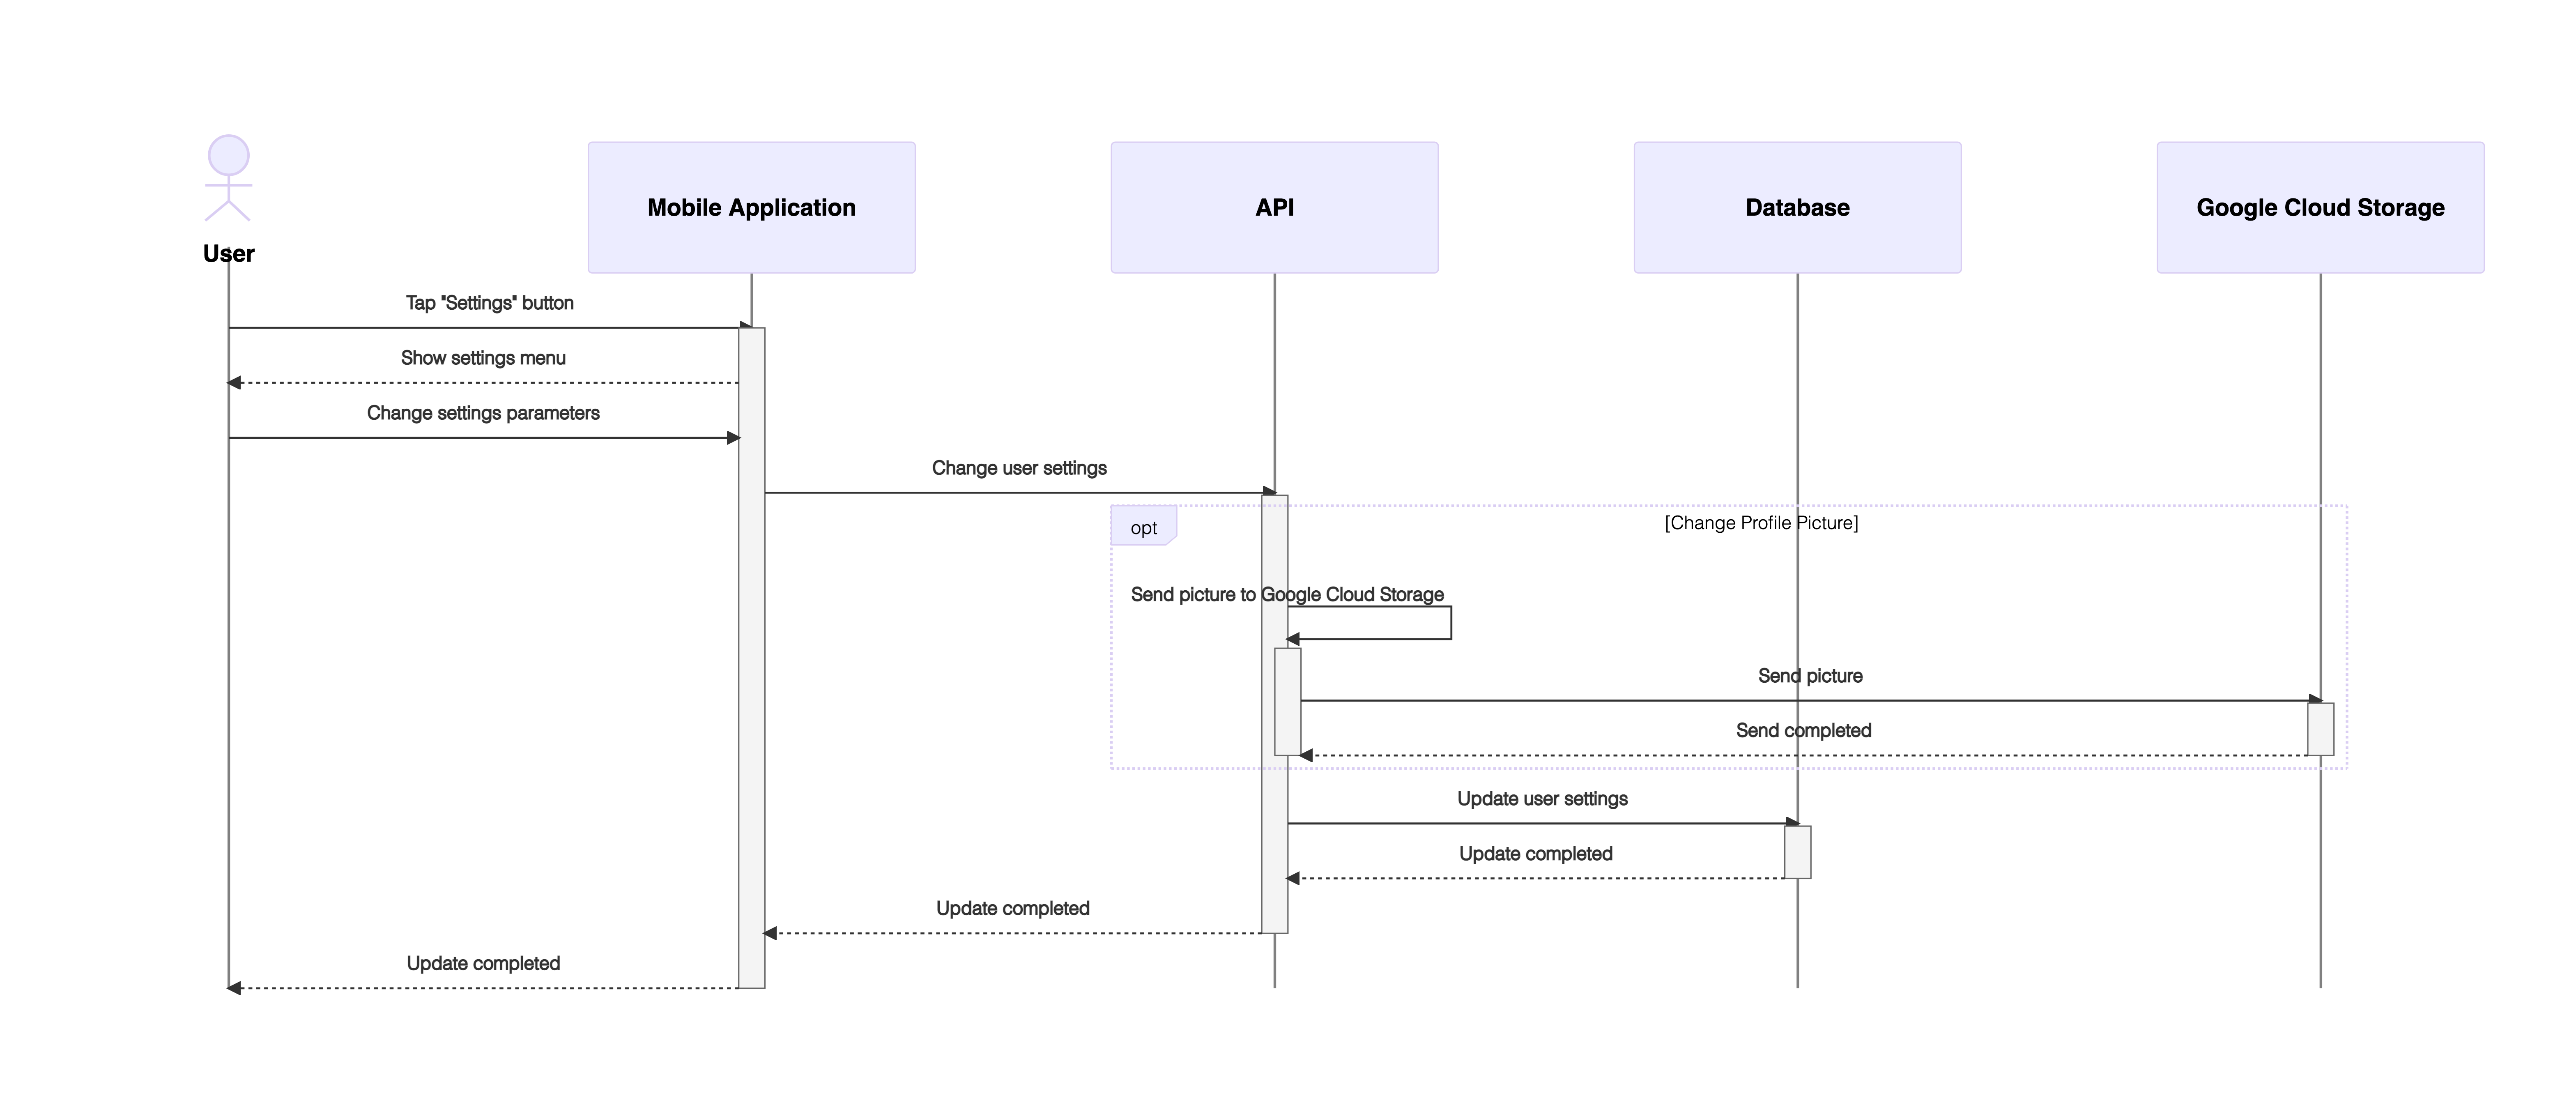 User
Mobile Application
API
Database
Google Cloud Storage
Tap "Settings" button
Show settings menu
Change settings parameters
Change user settings
opt
[Change Profile Picture]
Send picture to Google Cloud Storage
Send picture
Send completed
Update user settings
Update completed
Update completed
Update completed